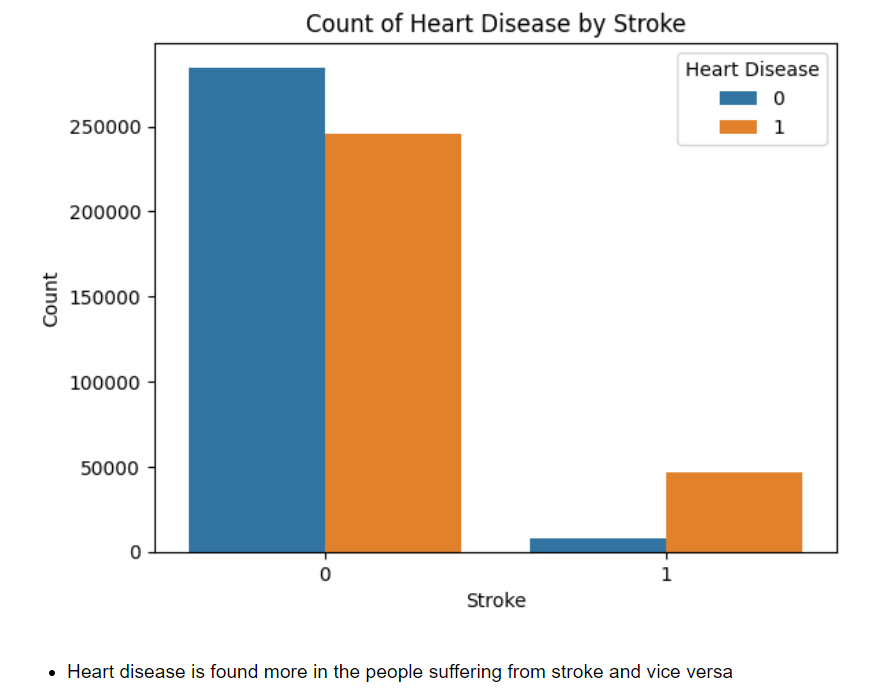 Count of Heart Disease by Stroke
Heart Disease
0
1
250000
200000
150000
100000
50000
0
Count
0 1
Stroke
• Heart disease is found more in the people suffering from stroke and vice versa